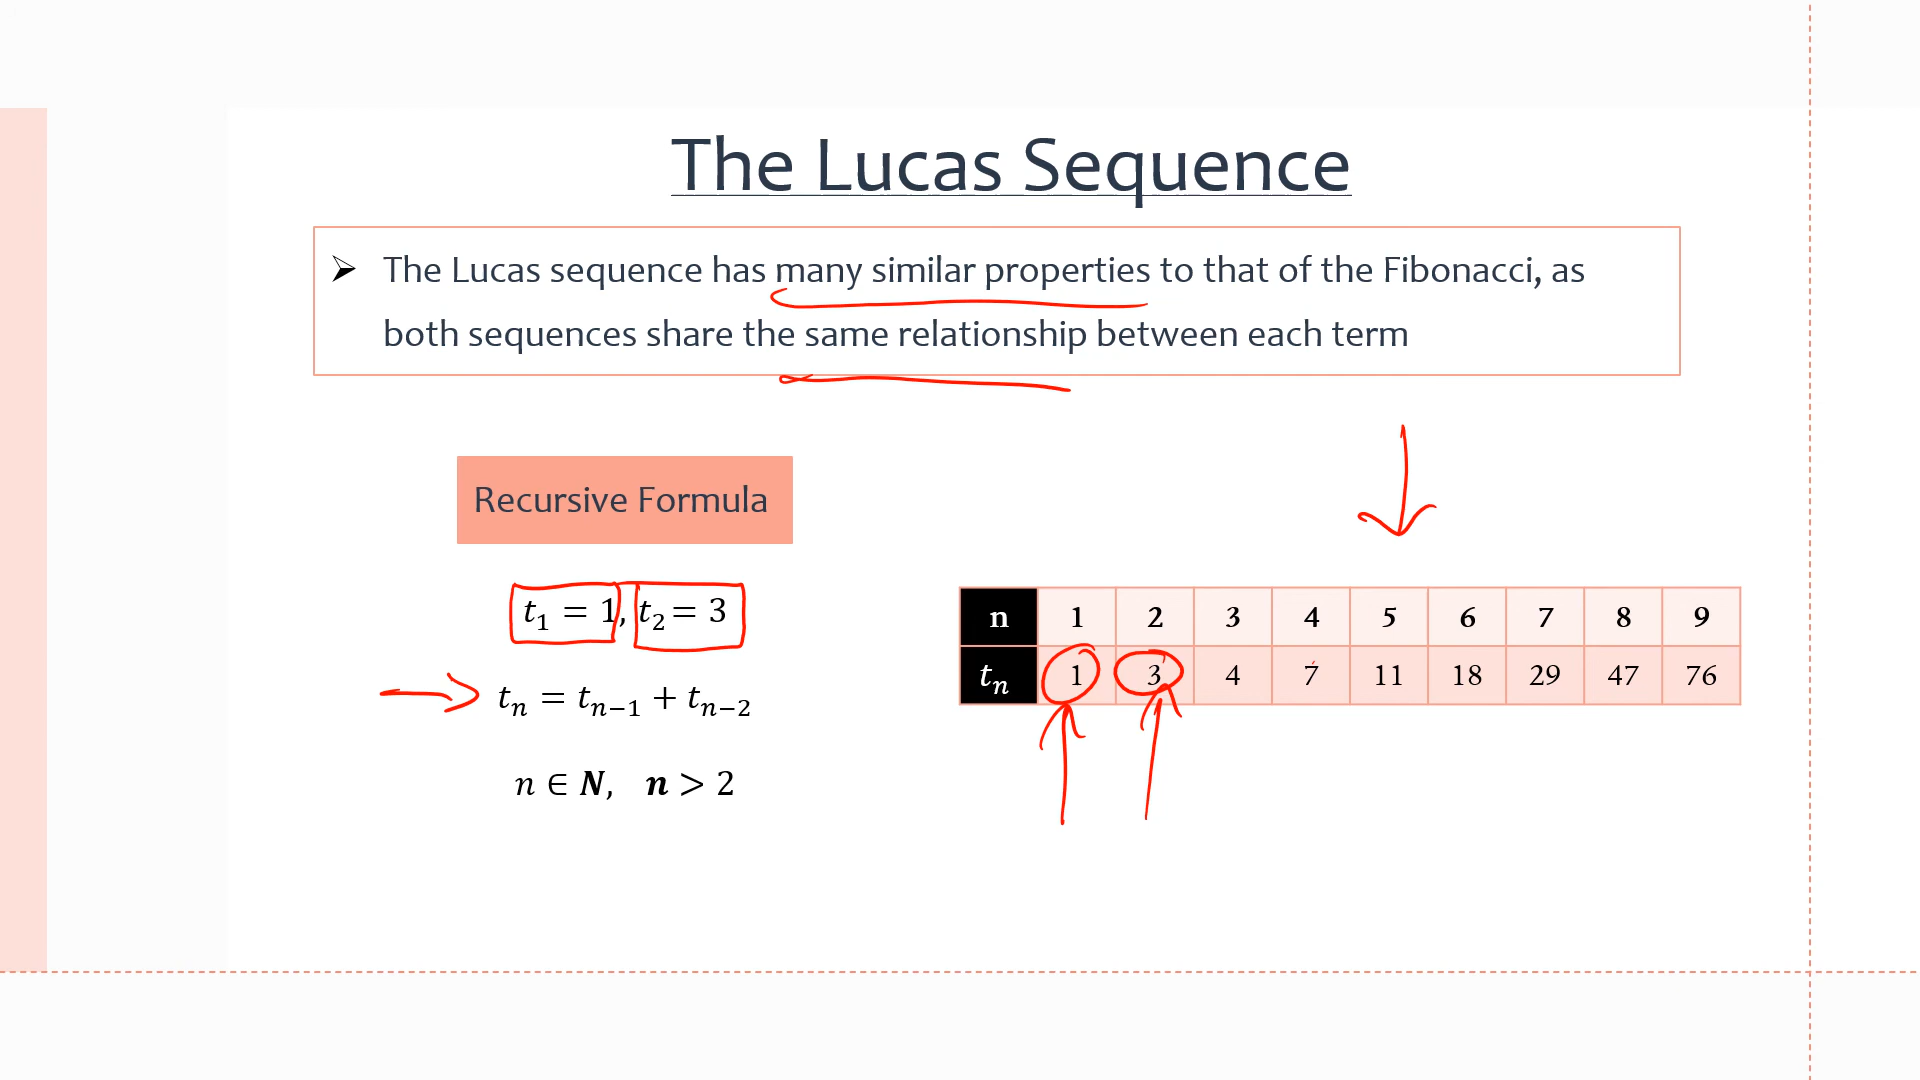 The Lucas Sequence
➢ The Lucas sequence has many similar properties to that of the Fibonacci, as
both sequences share the same relationship between each term
Recursive Formula
t₁ = 1, t₂ = 3
tₙ = tₙ₋₁ + tₙ₋₂
n ∈ N, n > 2
n 1 2 3 4 5 6 7 8 9
tₙ 1 3 4 7 11 18 29 47 76